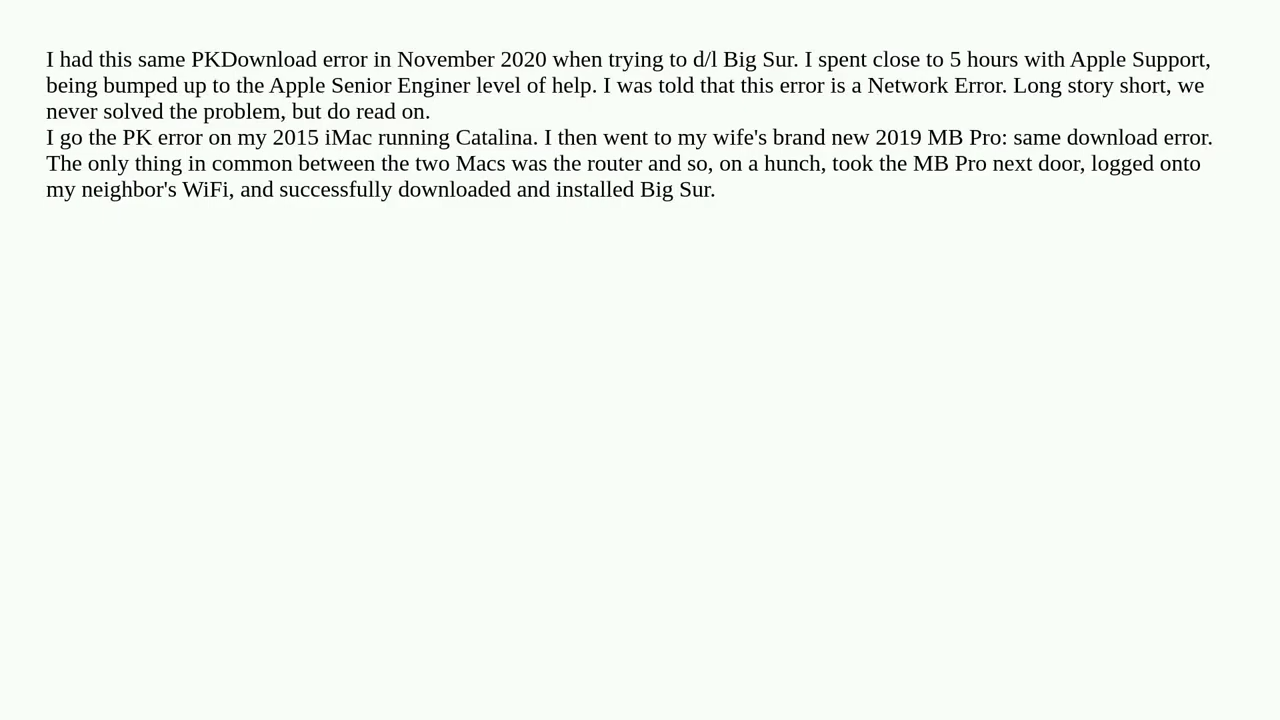 I had this same PKDownload error in November 2020 when trying to d/l Big Sur. I spent close to 5 hours with Apple Support,
being bumped up to the Apple Senior Enginer level of help. I was told that this error is a Network Error. Long story short, we
never solved the problem, but do read on.
I go the PK error on my 2015 iMac running Catalina. I then went to my wife's brand new 2019 MB Pro: same download error.
The only thing in common between the two Macs was the router and so, on a hunch, took the MB Pro next door, logged onto
my neighbor's WiFi, and successfully downloaded and installed Big Sur.